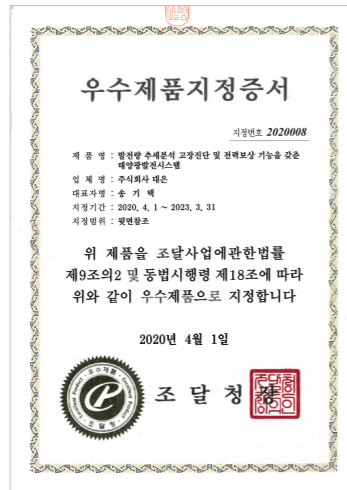 우수제품지정증서
지정번호 2020008
제 품 명 : 발전량 추세분석 고장진단 및 전력보상 기능을 갖춘
태양광발전시스템
업 체 명 : 주식회사 대은
대표자명 : 송 기 택
지정기간 : 2020. 4. 1 ~ 2023. 3. 31
지정범위 : 뒷면참조
위 제품을 조달사업에관한법률
제9조의2 및 동법시행령 제18조에 따라
위와 같이 우수제품으로 지정합니다
2020년 4월 1일
조 달 청 장
우수제품
Excellent Product